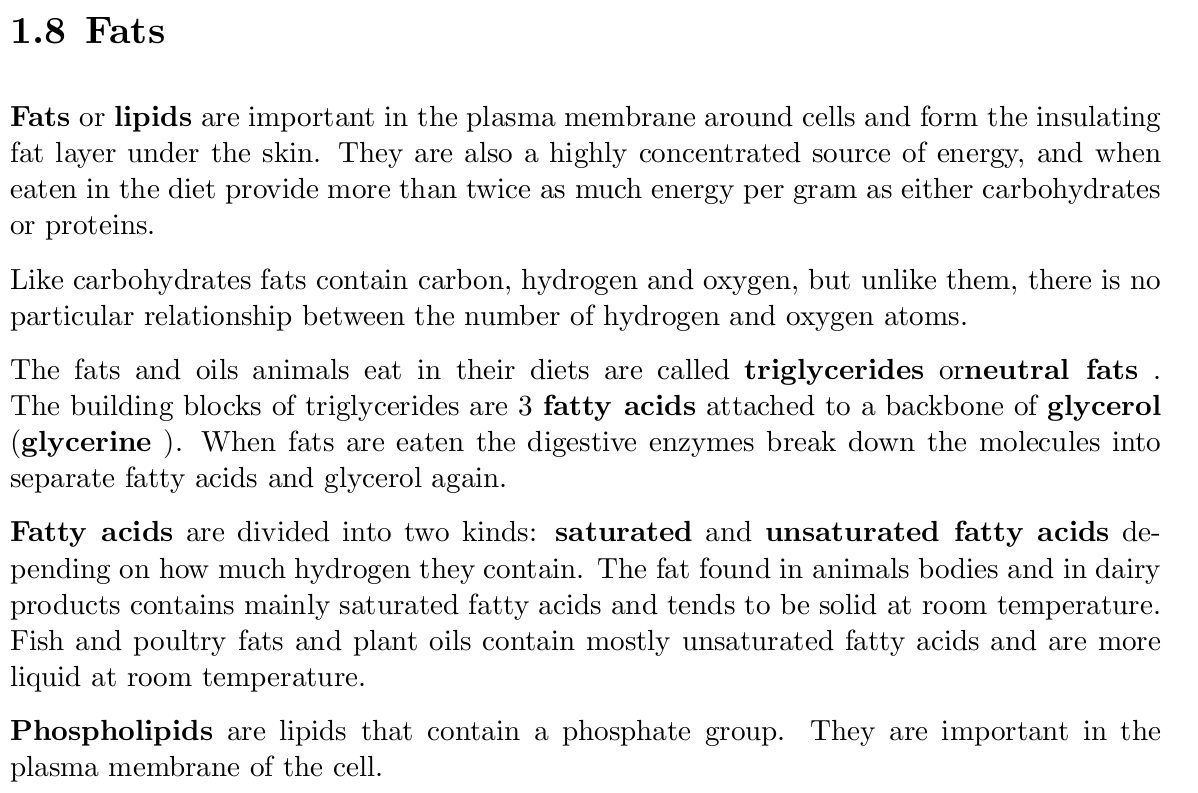 1.8 Fats
Fats or lipids are important in the plasma membrane around cells and form the insulating
fat layer under the skin. They are also a highly concentrated source of energy, and when
eaten in the diet provide more than twice as much energy per gram as either carbohydrates
or proteins.
Like carbohydrates fats contain carbon, hydrogen and oxygen, but unlike them, there is no
particular relationship between the number of hydrogen and oxygen atoms.
The fats and oils animals eat in their diets are called triglycerides orneutral fats .
The building blocks of triglycerides are 3 fatty acids attached to a backbone of glycerol
(glycerine ). When fats are eaten the digestive enzymes break down the molecules into
separate fatty acids and glycerol again.
Fatty acids are divided into two kinds: saturated and unsaturated fatty acids de-
pending on how much hydrogen they contain. The fat found in animals bodies and in dairy
products contains mainly saturated fatty acids and tends to be solid at room temperature.
Fish and poultry fats and plant oils contain mostly unsaturated fatty acids and are more
liquid at room temperature.
Phospholipids are lipids that contain a phosphate group. They are important in the
plasma membrane of the cell.